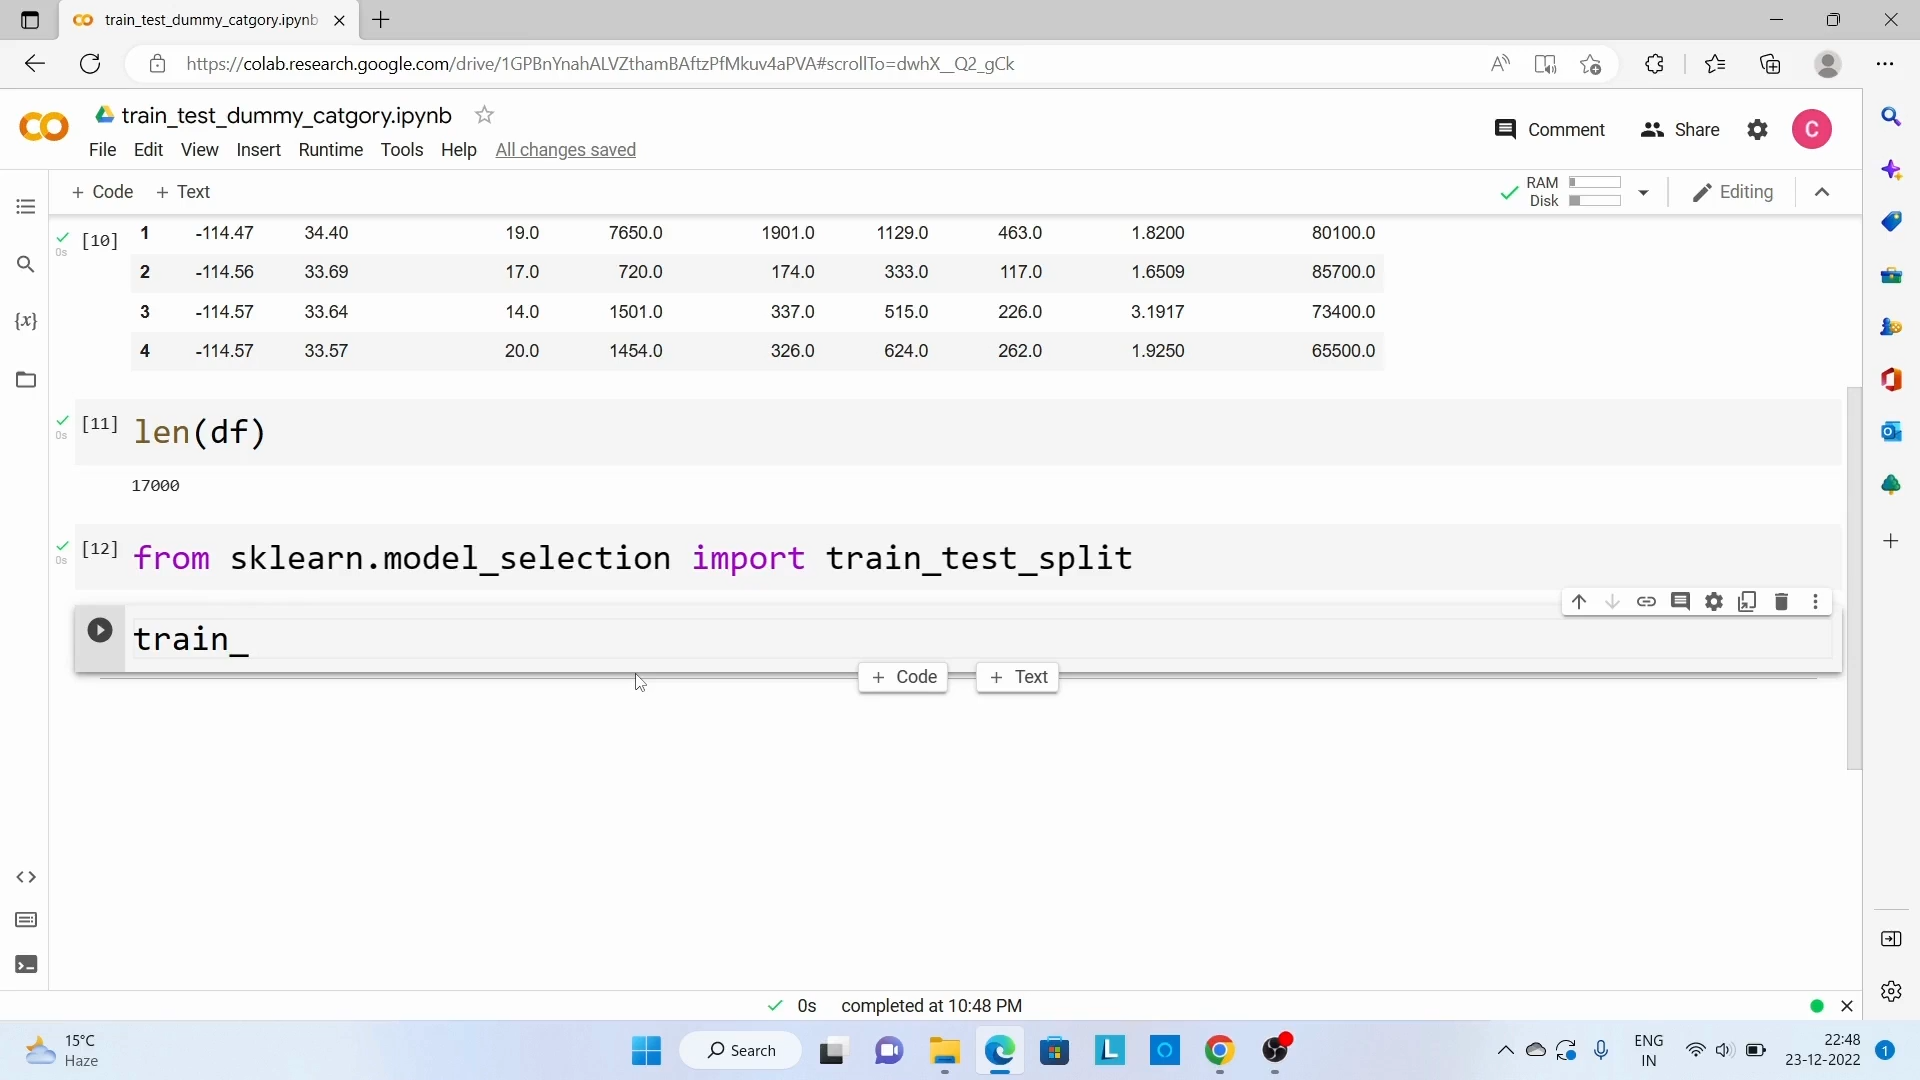 train_test_dummy_catgory.ipynb
https://colab.research.google.com/drive/1GPBnYnahALVZthamBAftzPfMkuv4aPVA#scrollTo=dwhX__Q2_gCk
train_test_dummy_catgory.ipynb
Comment
Share
C
File Edit View Insert Runtime Tools Help All changes saved
+ Code + Text
RAM
Disk
Editing
[10] 1 -114.47 34.40 19.0 7650.0 1901.0 1129.0 463.0 1.8200 80100.0
0s
2 -114.56 33.69 17.0 720.0 174.0 333.0 117.0 1.6509 85700.0
3 -114.57 33.64 14.0 1501.0 337.0 515.0 226.0 3.1917 73400.0
4 -114.57 33.57 20.0 1454.0 326.0 624.0 262.0 1.9250 65500.0
[11] len(df)
0s
17000
[12] from sklearn.model_selection import train_test_split
0s
train_
+ Code + Text
0s completed at 10:48 PM
15°C
Haze
Search
ENG
IN
22:48
23-12-2022
1